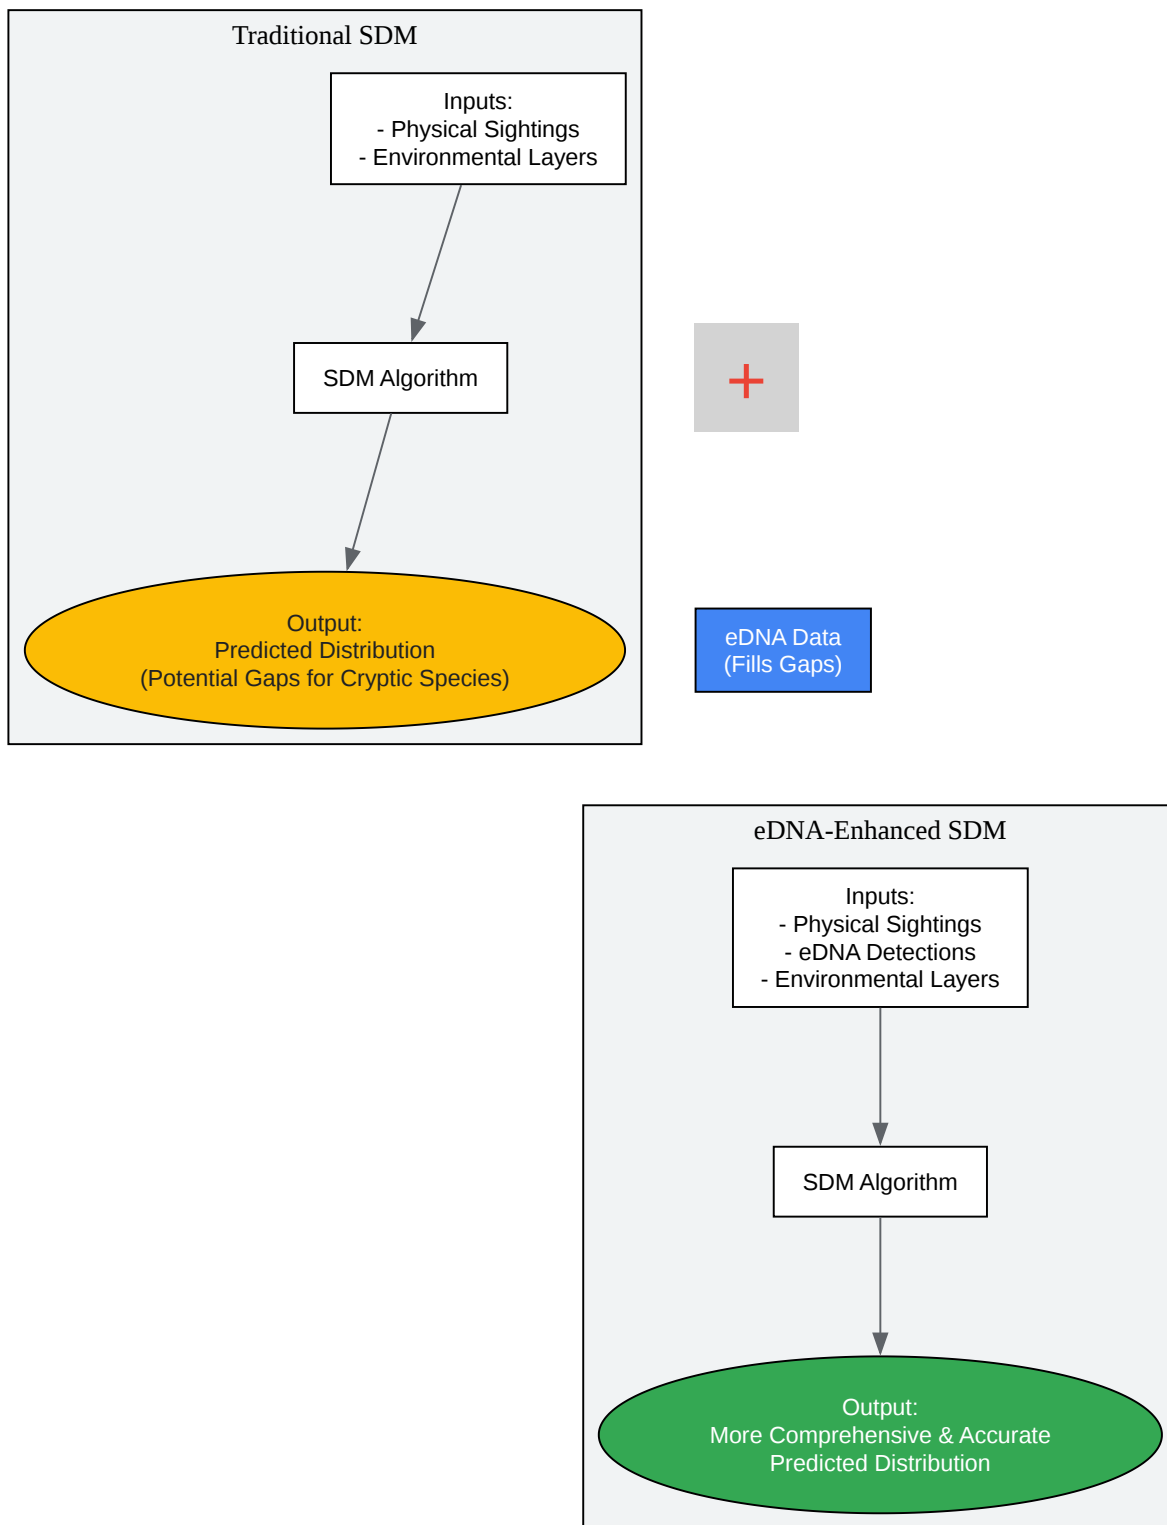 Traditional SDM
Inputs:
- Physical Sightings
- Environmental Layers
SDM Algorithm
+
Output:
Predicted Distribution
(Potential Gaps for Cryptic Species)
eDNA Data
(Fills Gaps)
eDNA-Enhanced SDM
Inputs:
- Physical Sightings
- eDNA Detections
- Environmental Layers
SDM Algorithm
Output:
More Comprehensive & Accurate
Predicted Distribution